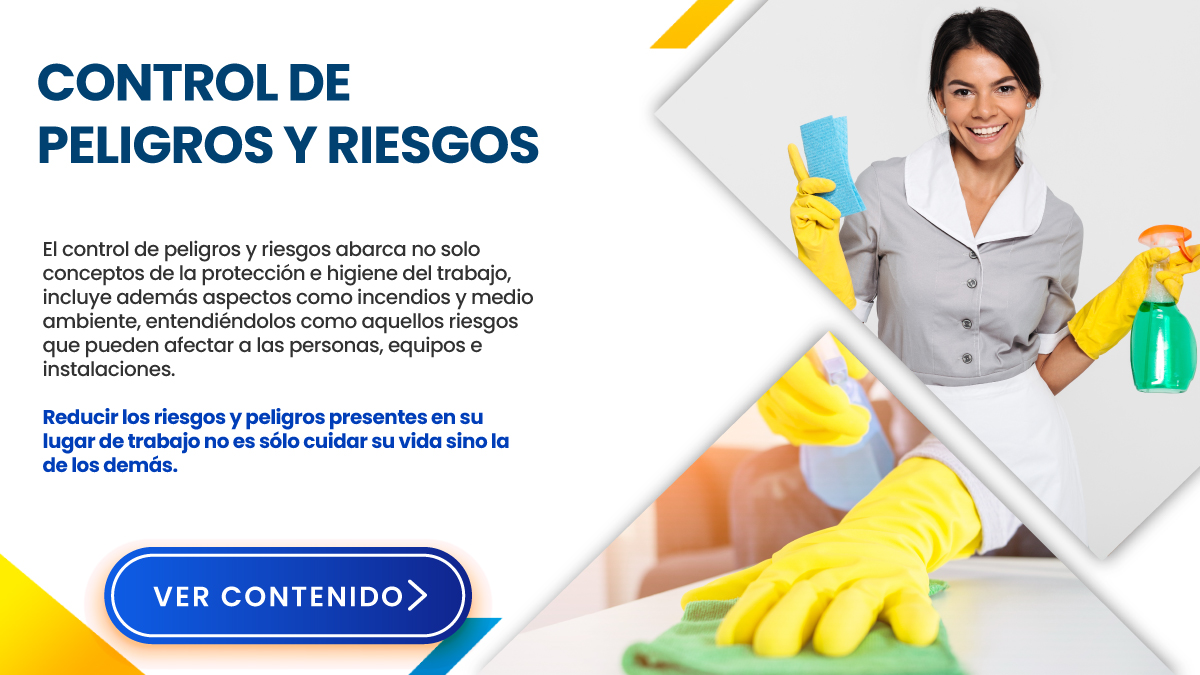 CONTROL DE
PELIGROS Y RIESGOS
El control de peligros y riesgos abarca no solo
conceptos de la protección e higiene del trabajo,
incluye además aspectos como incendios y medio
ambiente, entendiéndolos como aquellos riesgos
que pueden afectar a las personas, equipos e
instalaciones.
Reducir los riesgos y peligros presentes en su
lugar de trabajo no es sólo cuidar su vida sino la
de los demás.
VER CONTENIDO